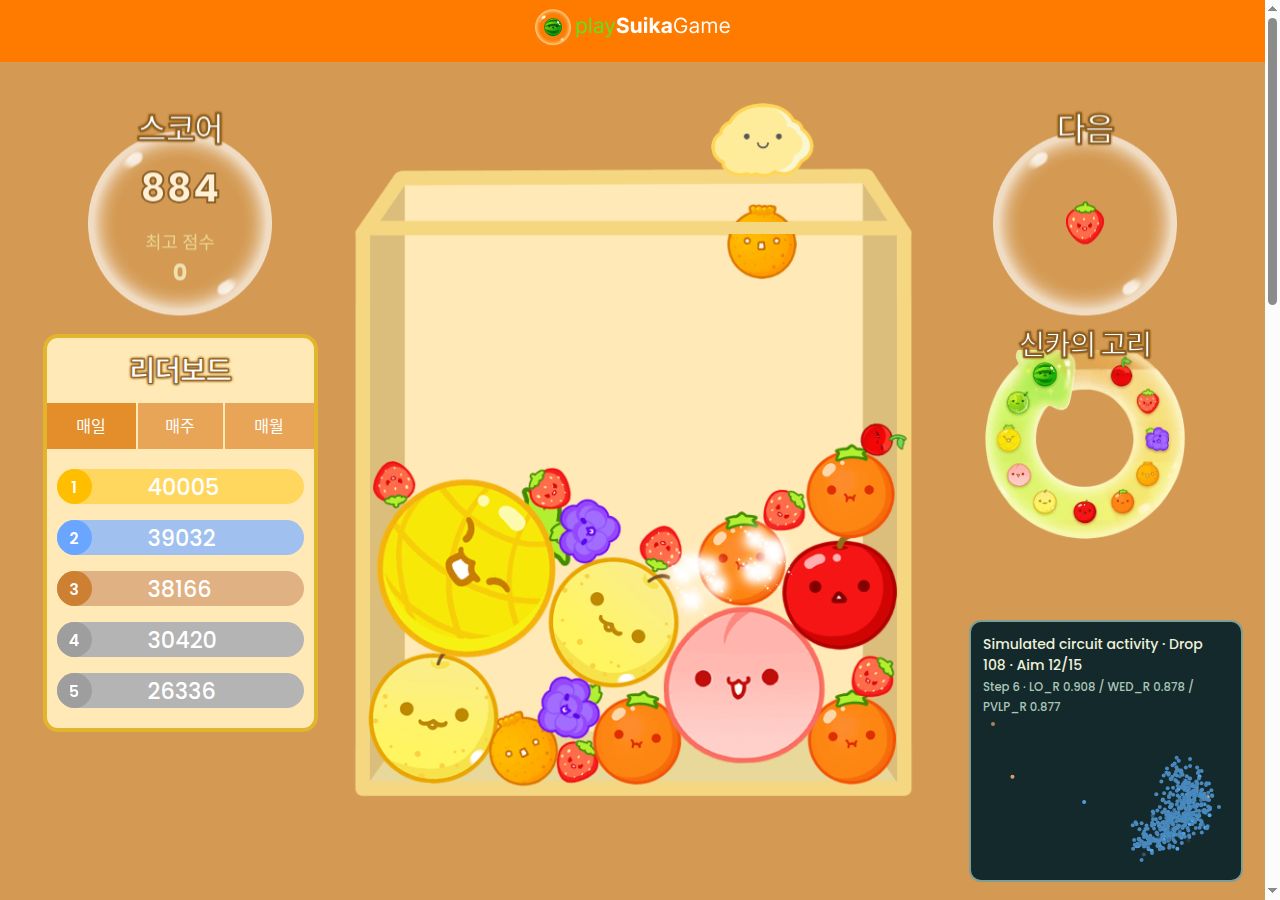 playSuikaGame
스코어
884
최고 점수
0
다음
신카의 고리
리더보드
매일 매주 매월
1 40005
2 39032
3 38166
4 30420
5 26336
Simulated circuit activity · Drop
108 · Aim 12/15
Step 6 · LO_R 0.908 / WED_R 0.878 /
PVLP_R 0.877